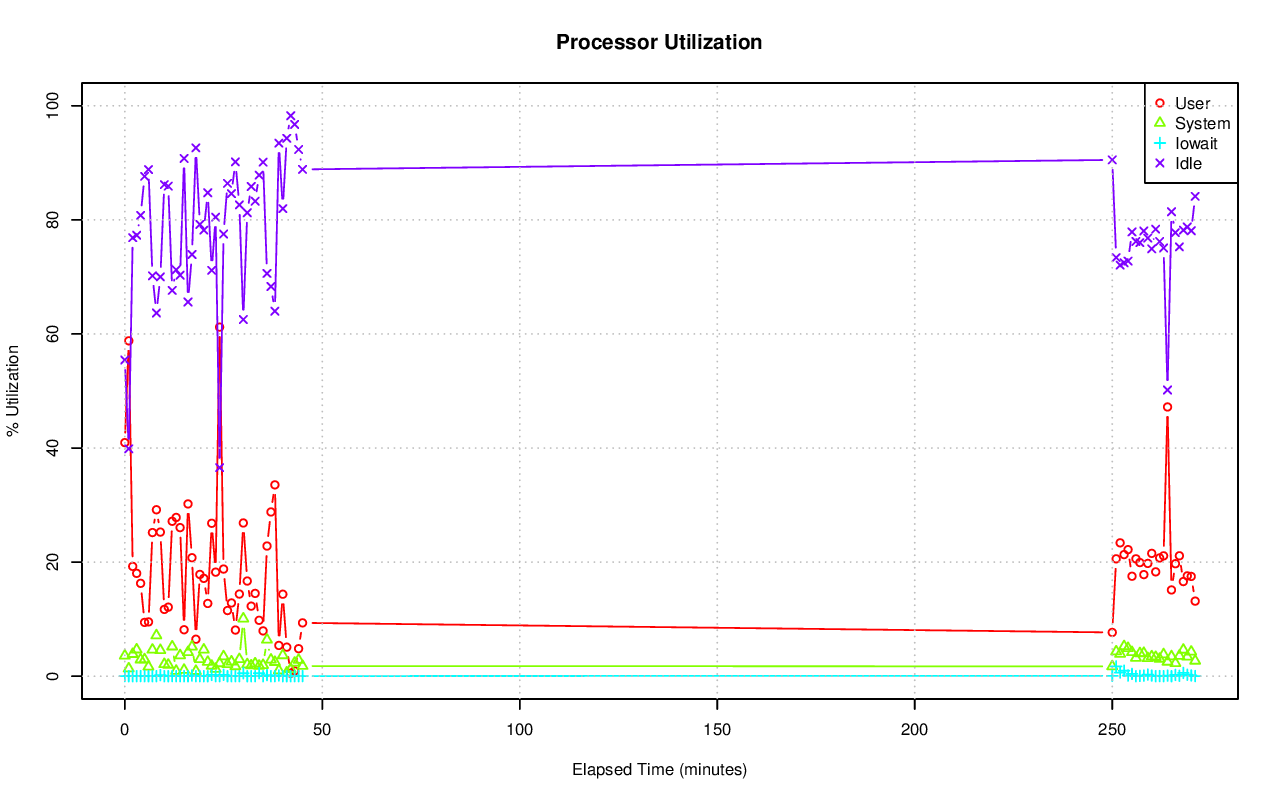 Processor Utilization
% Utilization
100
80
60
40
20
0
User
System
Iowait
Idle
0 50 100 150 200 250
Elapsed Time (minutes)